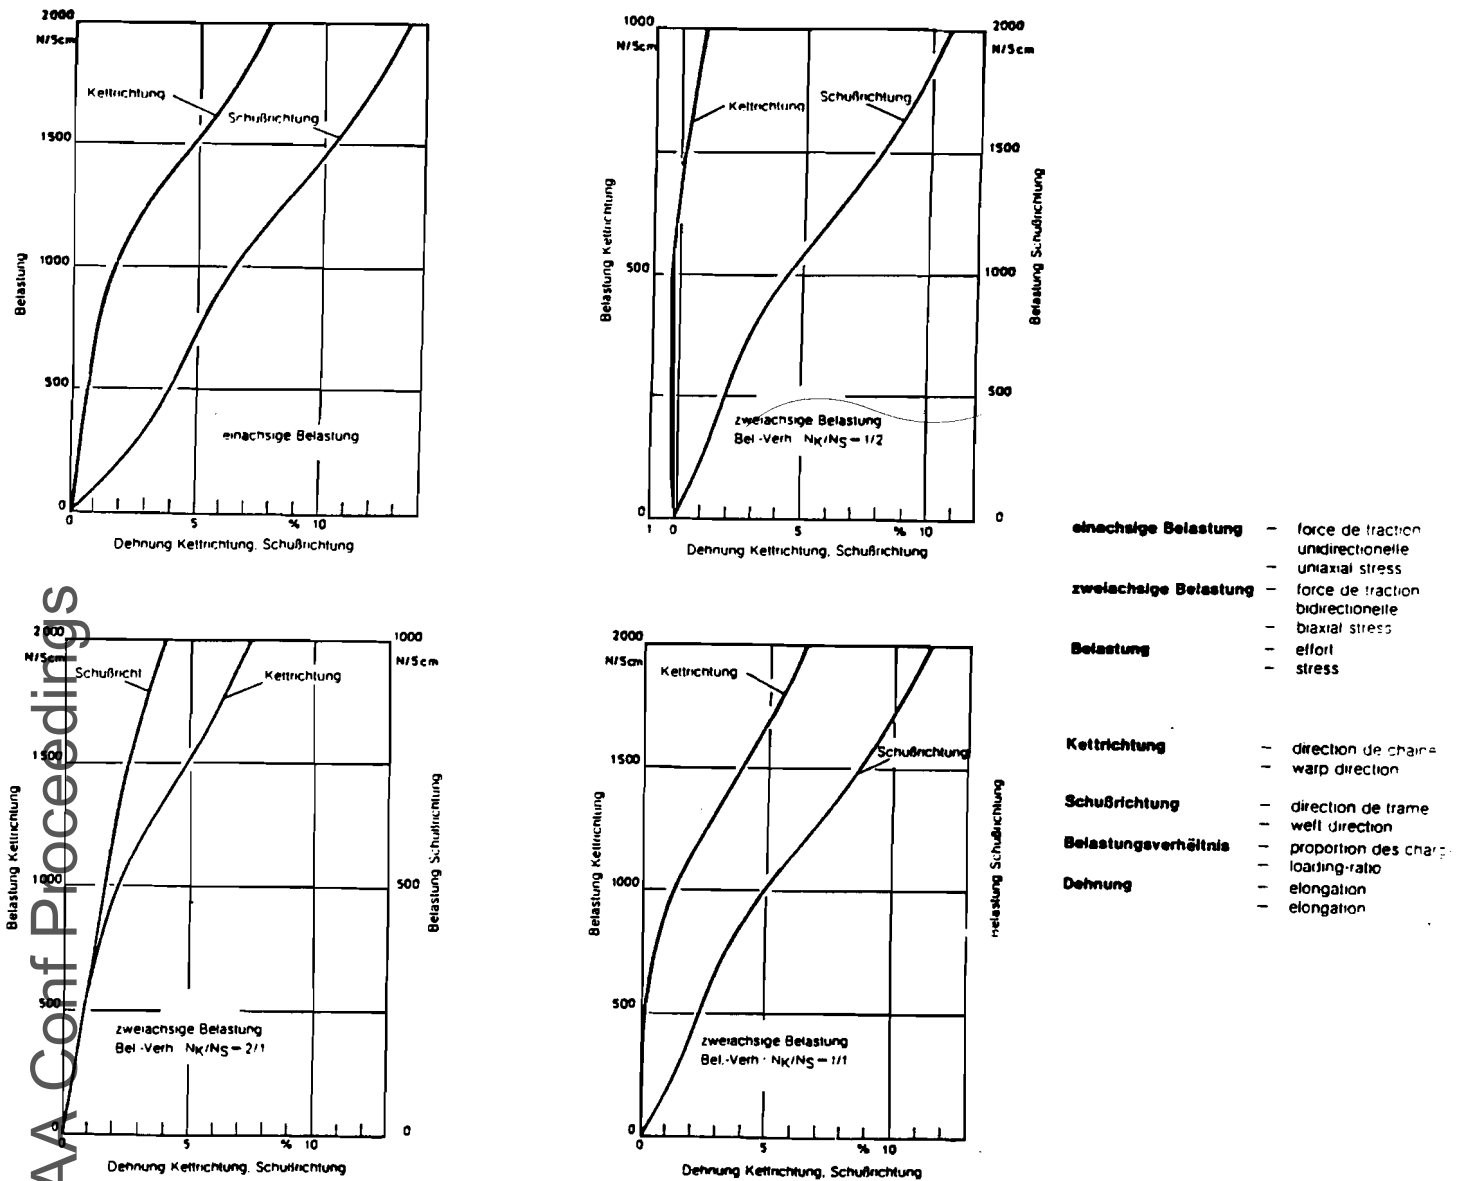 2000
N/5cm
Kettrichtung
Schußrichtung
1500
Belastung
1000
500
einachsige Belastung
0
0 5 % 10
Dehnung Kettrichtung, Schußrichtung
1000 2000
N/5cm N/5cm
Kettrichtung Schußrichtung
1500
Belastung Kettrichtung
Belastung Schußrichtung
500 1000
500
zweiachsige Belastung
Bel.-Verh. NK/NS = 1/2
0 0
1 0 5 % 10
Dehnung Kettrichtung, Schußrichtung
2000 1000
N/5cm N/5cm
Schußricht Kettrichtung
1500
Belastung Kettrichtung
Belastung Schußrichtung
1000 500
500
zweiachsige Belastung
Bel.-Verh. NK/NS = 2/1
0 0
0 5 % 10
Dehnung Kettrichtung, Schußrichtung
2000
N/5cm
Kettrichtung
Schußrichtung
1500
Belastung Kettrichtung
Belastung Schußrichtung
1000
500
zweiachsige Belastung
Bel.-Verh. NK/NS = 1/1
0
0 5 % 10
Dehnung Kettrichtung, Schußrichtung
einachsige Belastung – force de traction
unidirectionelle
– uniaxial stress
zweiachsige Belastung – force de traction
bidirectionelle
– biaxial stress
Belastung – effort
– stress
Kettrichtung – direction de chaine
– warp direction
Schußrichtung – direction de trame
– weft direction
Belastungsverhältnis – proportion des
– loading-ratio
Dehnung – elongation
– elongation
AA Conf Proceedings